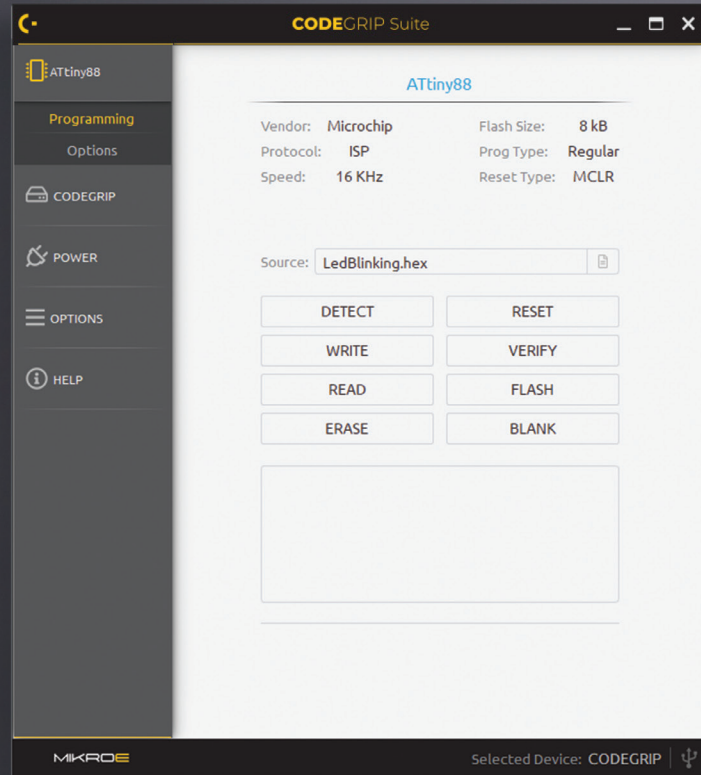 CODEGRIP Suite
ATtiny88
Programming
Options
CODEGRIP
POWER
OPTIONS
HELP
ATtiny88
Vendor: Microchip Flash Size: 8 kB
Protocol: ISP Prog Type: Regular
Speed: 16 KHz Reset Type: MCLR
Source: LedBlinking.hex
DETECT RESET
WRITE VERIFY
READ FLASH
ERASE BLANK
MIKROE Selected Device: CODEGRIP